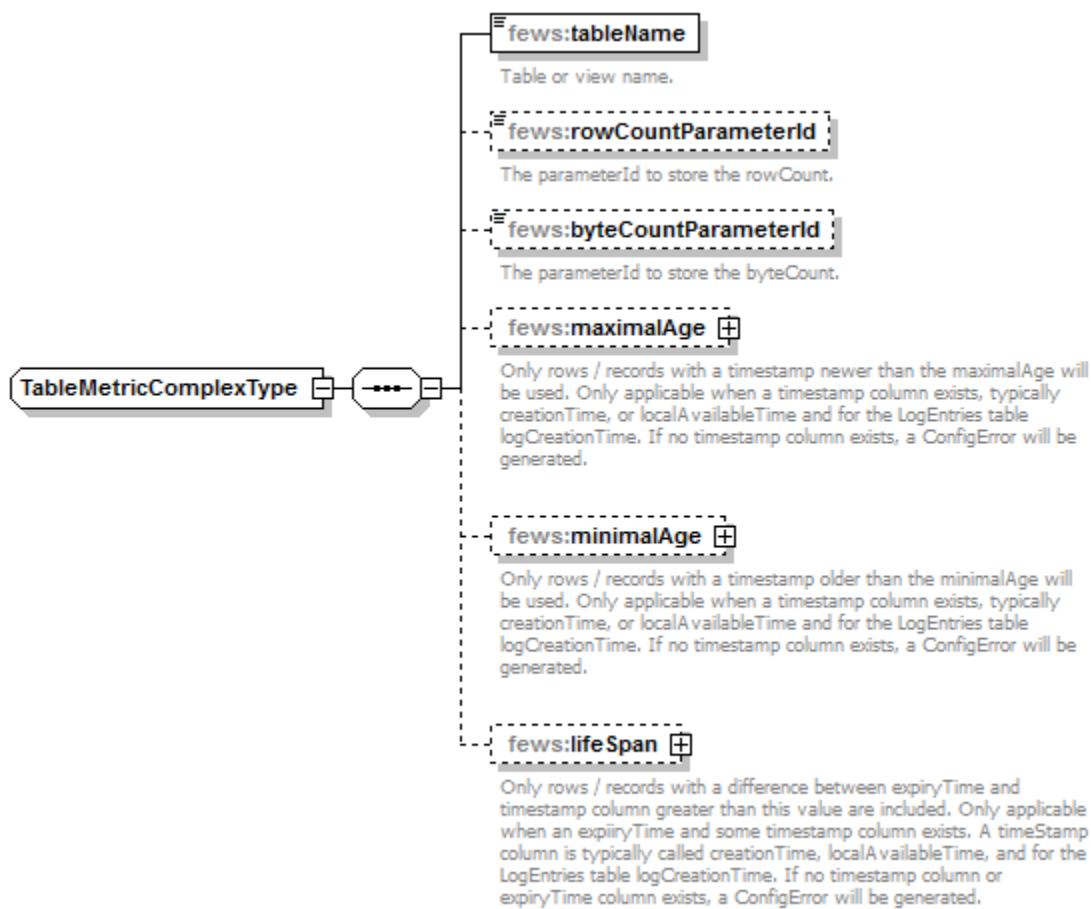 fews:tableName
Table or view name.
fews:rowCountParameterId
The parameterId to store the rowCount.
fews:byteCountParameterId
The parameterId to store the byteCount.
fews:maximalAge
Only rows / records with a timestamp newer than the maximalAge will
be used. Only applicable when a timestamp column exists, typically
creationTime, or localAvailableTime and for the LogEntries table
logCreationTime. If no timestamp column exists, a ConfigError will be
generated.
TableMetricComplexType
fews:minimalAge
Only rows / records with a timestamp older than the minimalAge will
be used. Only applicable when a timestamp column exists, typically
creationTime, or localAvailableTime and for the LogEntries table
logCreationTime. If no timestamp column exists, a ConfigError will be
generated.
fews:lifeSpan
Only rows / records with a difference between expiryTime and
timestamp column greater than this value are included. Only applicable
when an expiiryTime and some timestamp column exists. A timeStamp
column is typically called creationTime, localAvailableTime, and for the
LogEntries table logCreationTime. If no timestamp column or
expiryTime column exists, a ConfigError will be generated.